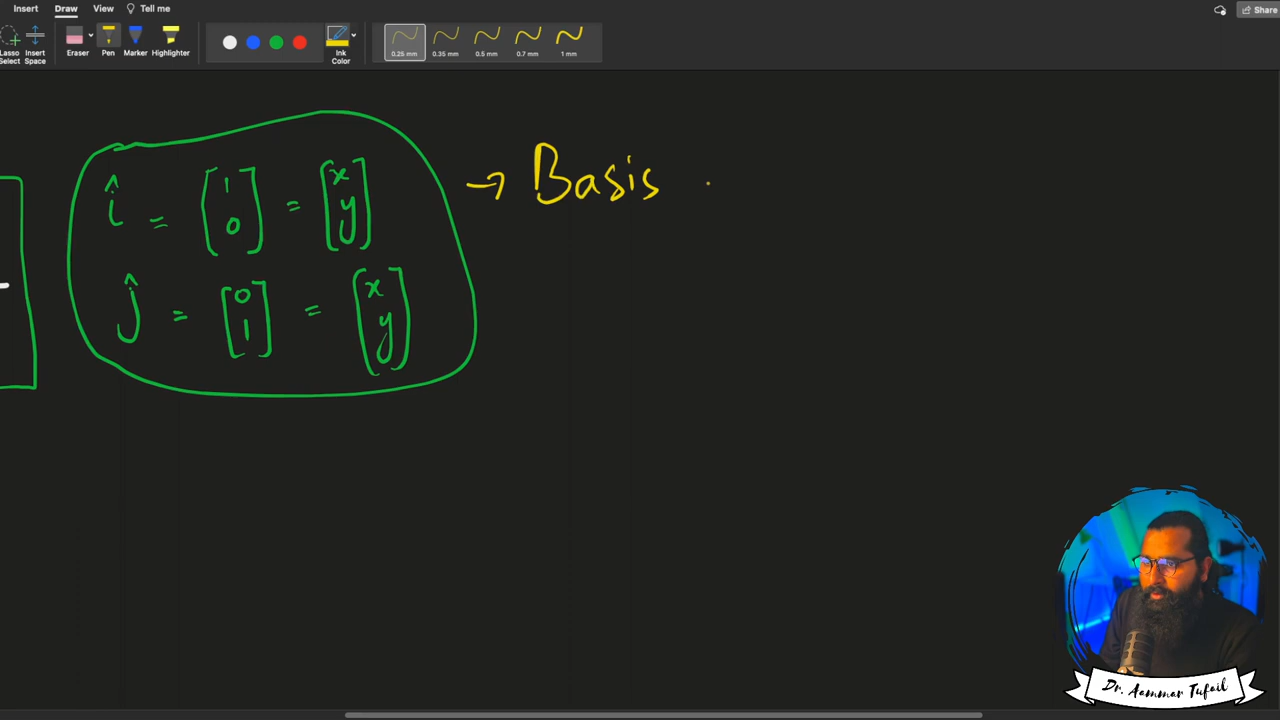 Insert Draw View Tell me Share
Lasso Select Insert Space Eraser Pen Marker Highlighter Ink Color 0.25 mm 0.35 mm 0.5 mm 0.7 mm 1 mm
î = [1 0] = [x y] → Basis
ĵ = [0 1] = [x y]
Dr. Aammar Tufail